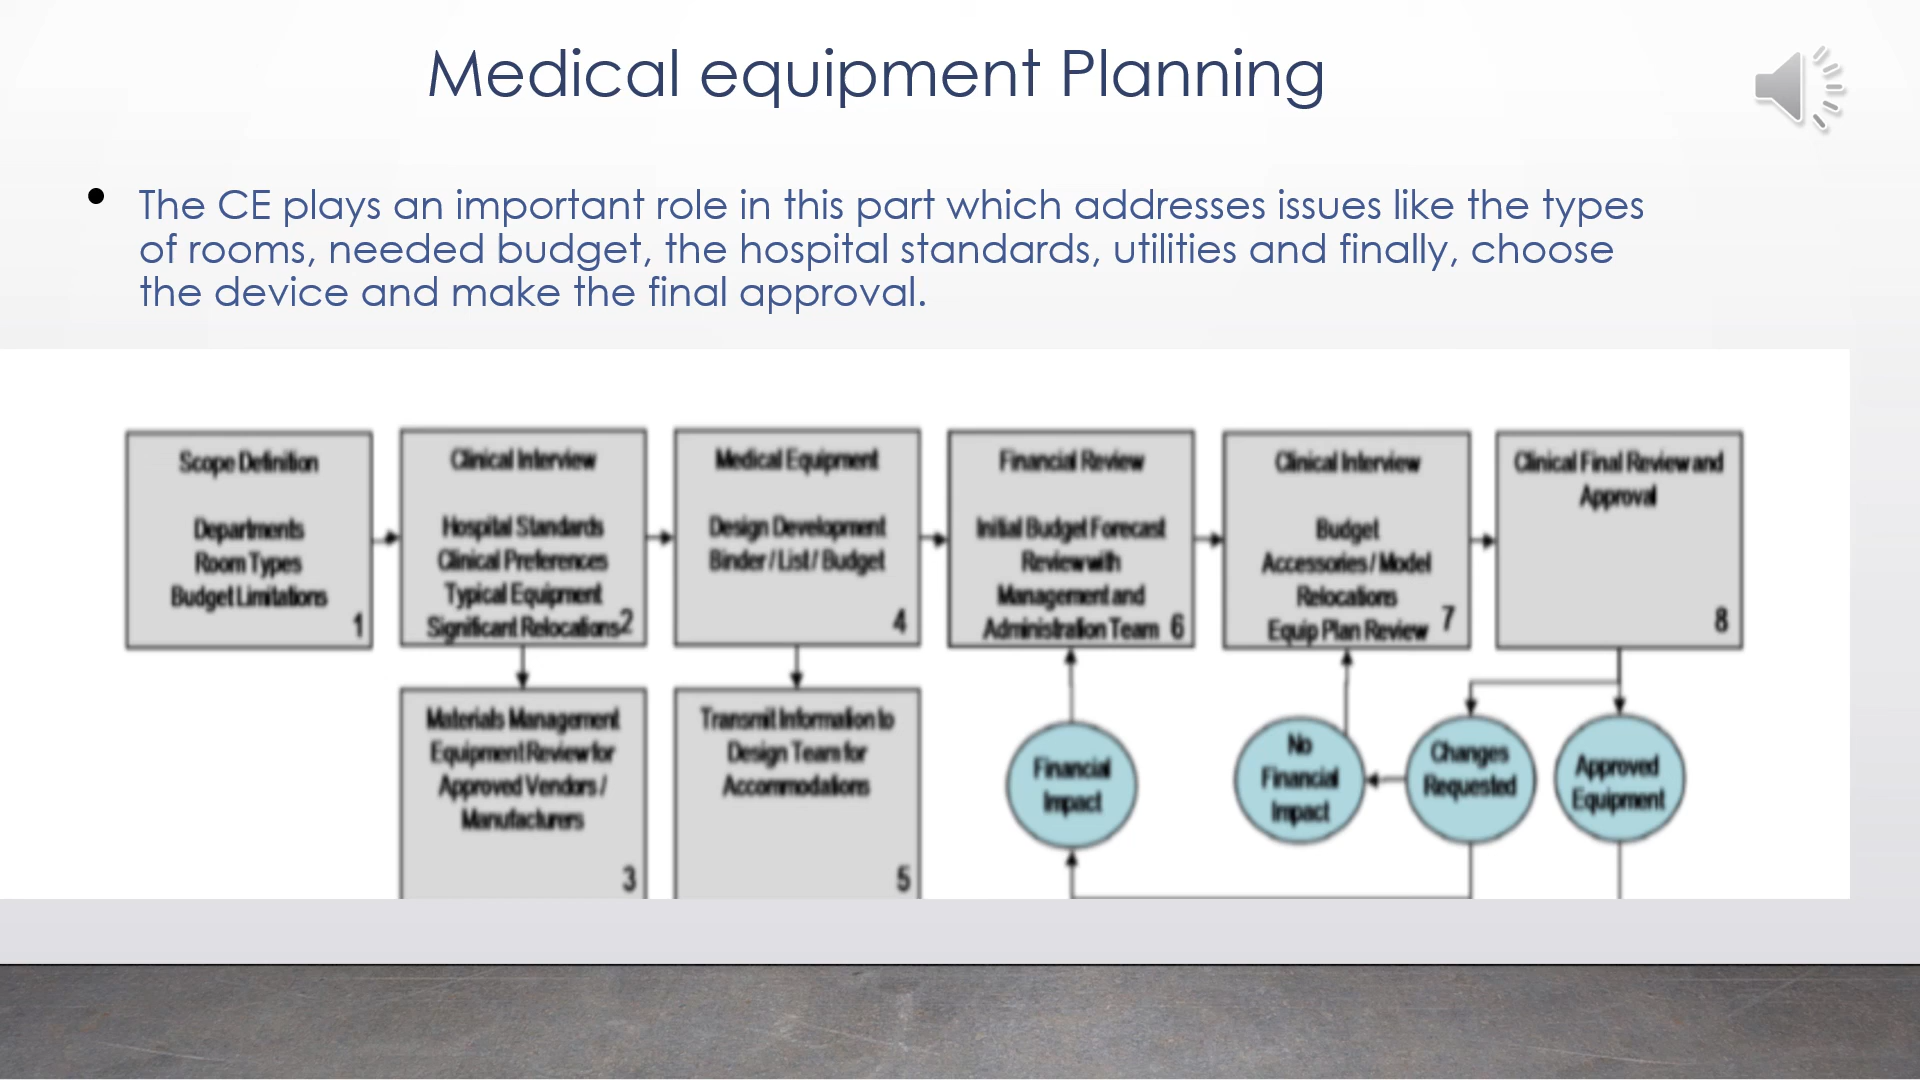 Medical equipment Planning
• The CE plays an important role in this part which addresses issues like the types
of rooms, needed budget, the hospital standards, utilities and finally, choose
the device and make the final approval.
Scope Definition
Departments
Room Types
Budget Limitations
1
Clinical Interview
Hospital Standards
Clinical Preferences
Typical Equipment
Significant Relocations
2
Medical Equipment
Design Development
Binder / List / Budget
4
Financial Review
Initial Budget Forecast
Review with
Management and
Administration Team
6
Clinical Interview
Budget
Accessories / Model
Relocations
Equip Plan Review
7
Clinical Final Review and
Approval
8
Materials Management
Equipment Review for
Approved Vendors /
Manufacturers
3
Transmit Information to
Design Team for
Accommodations
5
Financial
Impact
No
Financial
Impact
Changes
Requested
Approved
Equipment